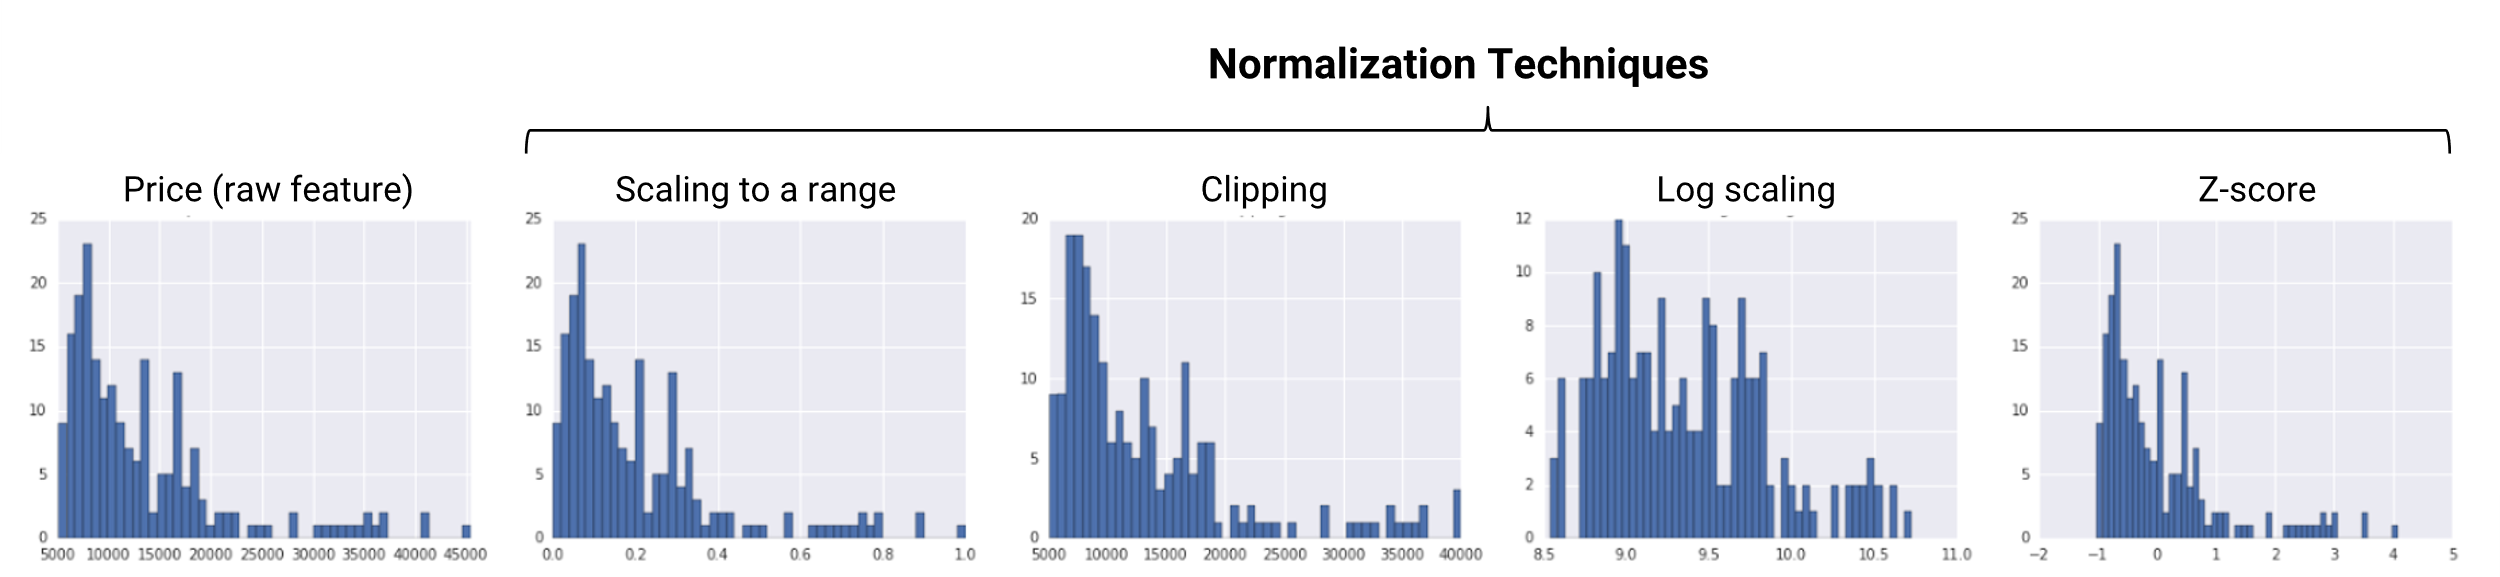 Normalization Techniques
Price (raw feature)
Scaling to a range
Clipping
Log scaling
Z-score
25
20
15
10
5
0
5000 10000 15000 20000 25000 30000 35000 40000 45000
25
20
15
10
5
0
0.0 0.2 0.4 0.6 0.8 1.0
20
15
10
5
0
5000 10000 15000 20000 25000 30000 35000 40000
12
10
8
6
4
2
0
8.5 9.0 9.5 10.0 10.5 11.0
25
20
15
10
5
0
−2 −1 0 1 2 3 4 5